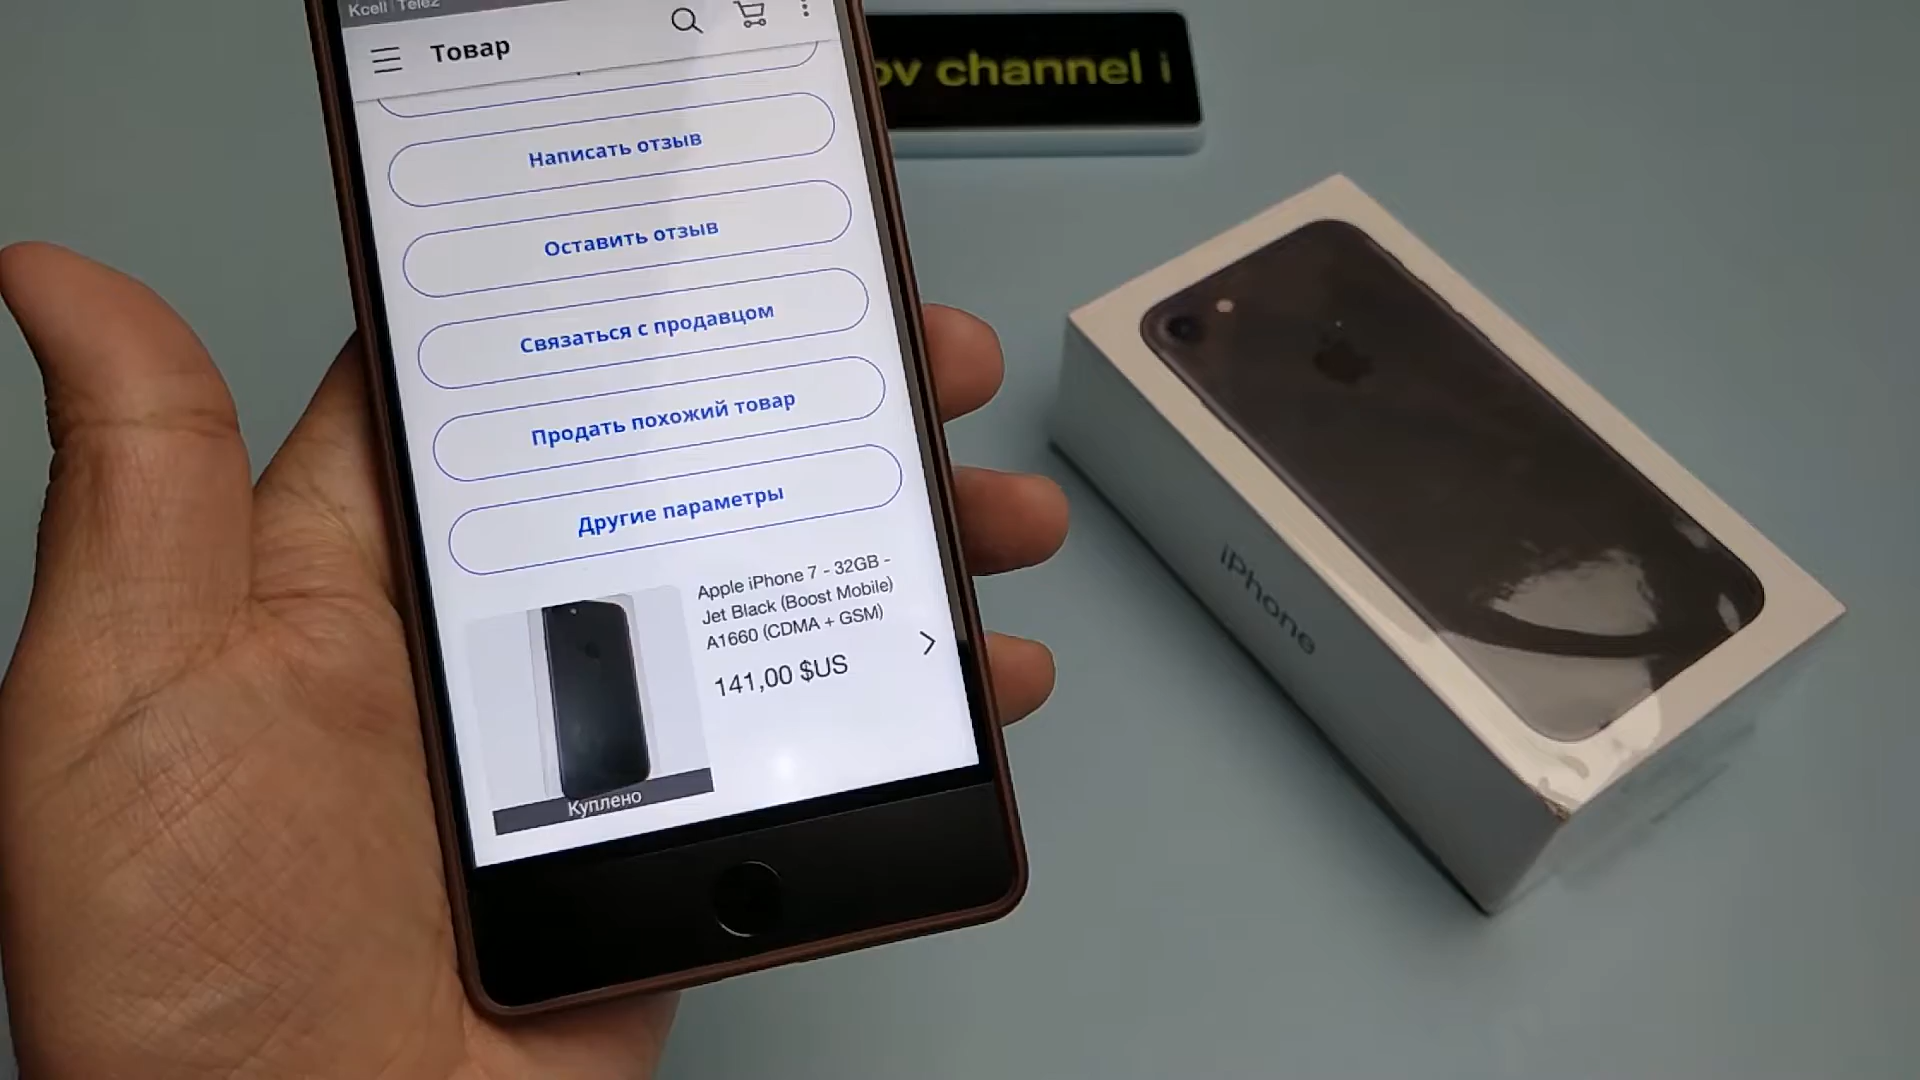 Kcell Tele2
Товар
Написать отзыв
Оставить отзыв
Связаться с продавцом
Продать похожий товар
Другие параметры
Apple iPhone 7 - 32GB -
Jet Black (Boost Mobile)
A1660 (CDMA + GSM)
141,00 $US
Куплено
channel
iPhone